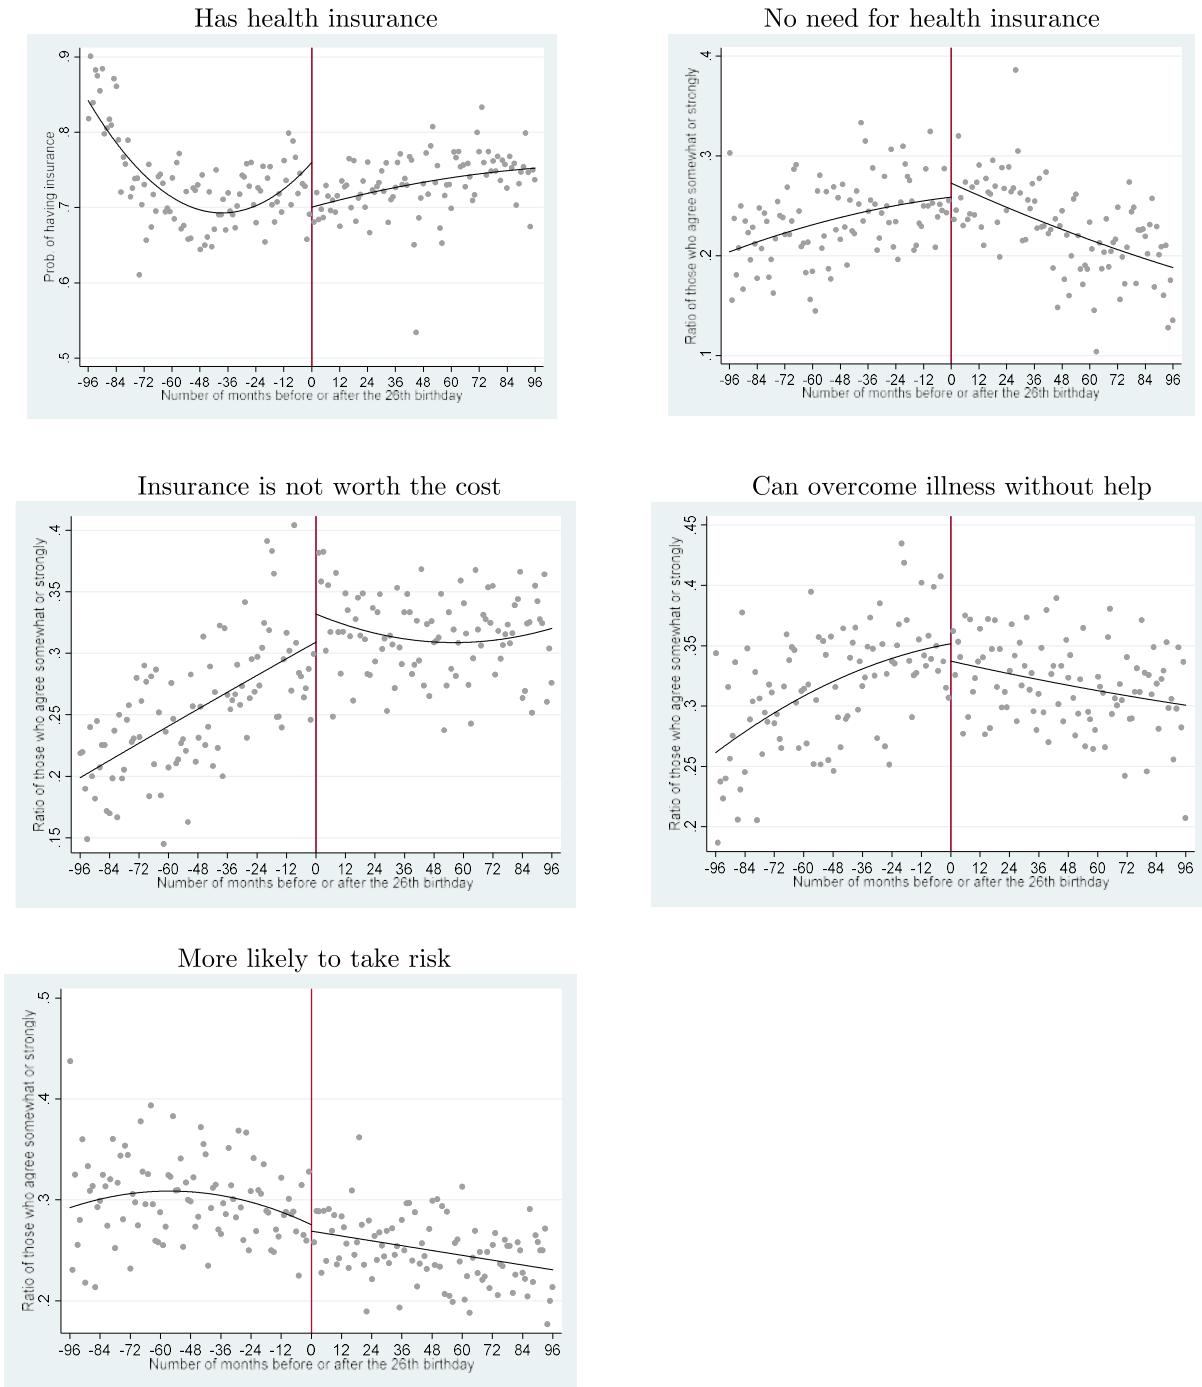 Has health insurance
Prob. of having insurance
.9
.8
.7
.6
.5
-96 -84 -72 -60 -48 -36 -24 -12 0 12 24 36 48 60 72 84 96
Number of months before or after the 26th birthday
No need for health insurance
Ratio of those who agree somewhat or strongly
.4
.3
.2
.1
-96 -84 -72 -60 -48 -36 -24 -12 0 12 24 36 48 60 72 84 96
Number of months before or after the 26th birthday
Insurance is not worth the cost
Ratio of those who agree somewhat or strongly
.4
.35
.3
.25
.2
.15
-96 -84 -72 -60 -48 -36 -24 -12 0 12 24 36 48 60 72 84 96
Number of months before or after the 26th birthday
Can overcome illness without help
Ratio of those who agree somewhat or strongly
.45
.4
.35
.3
.25
.2
-96 -84 -72 -60 -48 -36 -24 -12 0 12 24 36 48 60 72 84 96
Number of months before or after the 26th birthday
More likely to take risk
Ratio of those who agree somewhat or strongly
.5
.4
.3
.2
-96 -84 -72 -60 -48 -36 -24 -12 0 12 24 36 48 60 72 84 96
Number of months before or after the 26th birthday